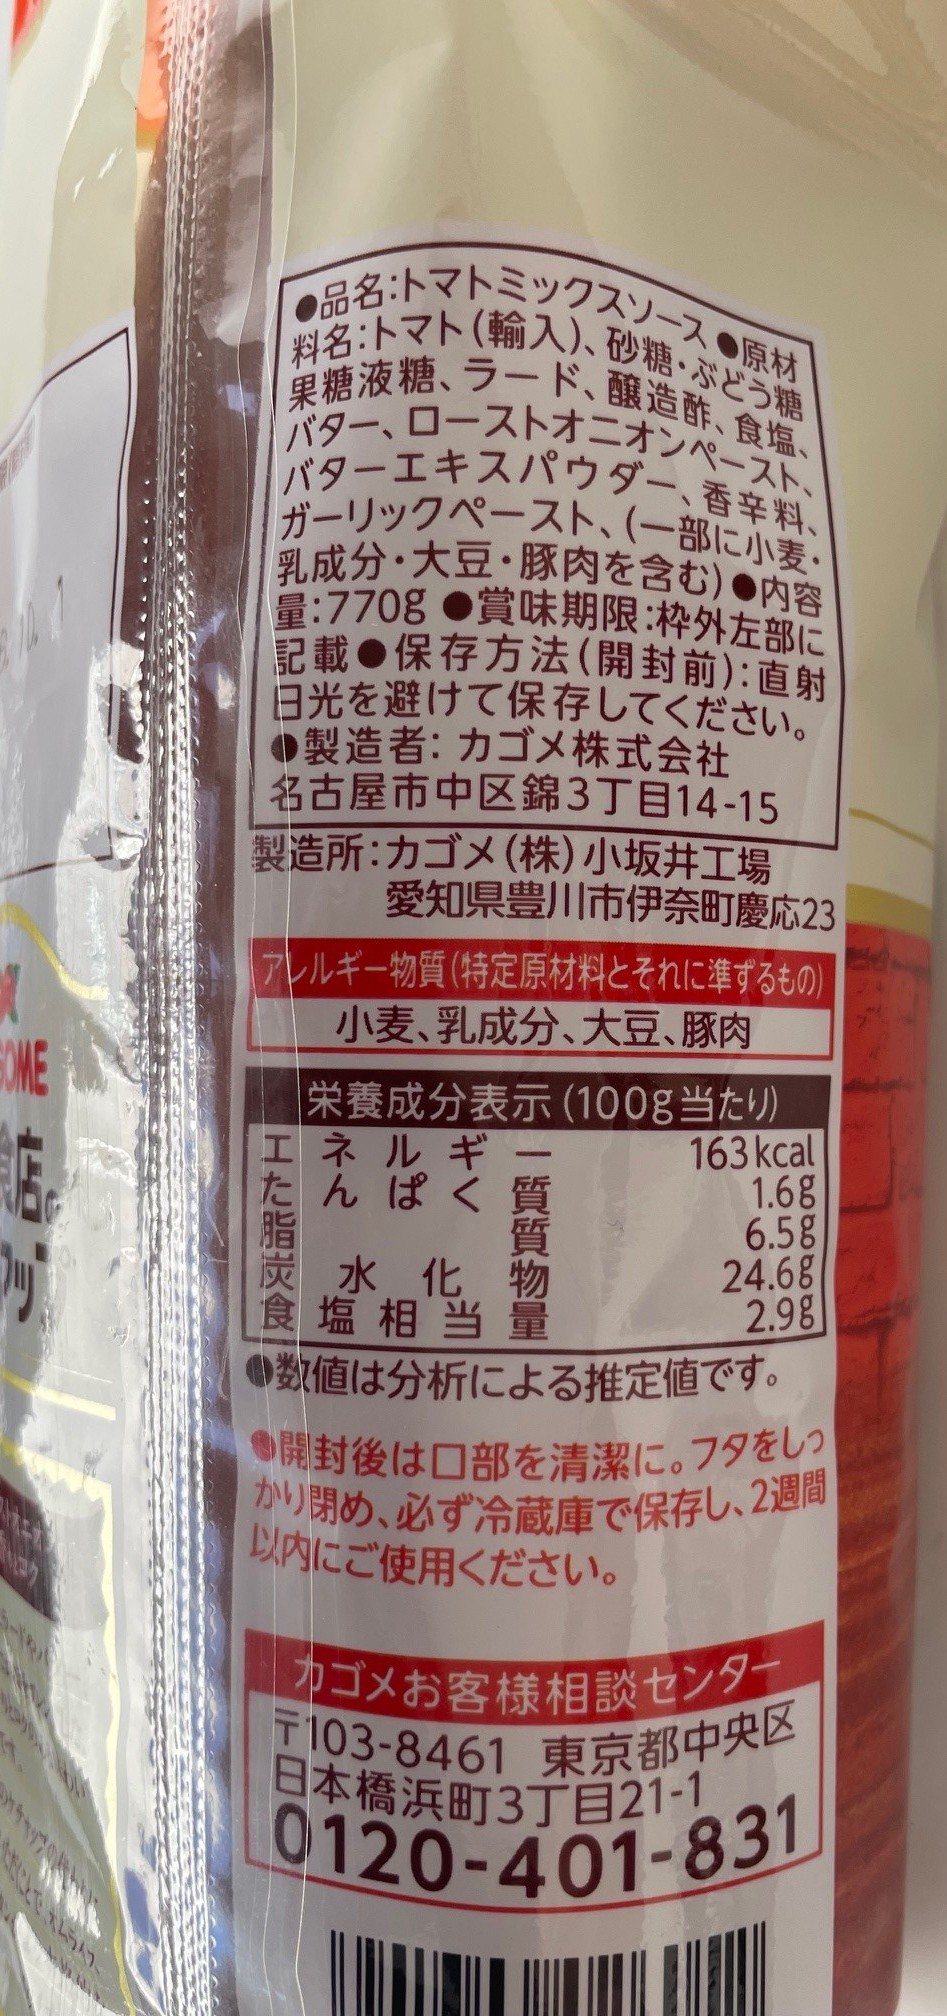 ●品名:トマトミックスソース●原材
料名:トマト(輸入)、砂糖・ぶどう糖
果糖液糖、ラード、醸造酢、食塩、
バター、ローストオニオンペースト、
バターエキスパウダー、香辛料、
ガーリックペースト、(一部に小麦・
乳成分・大豆・豚肉を含む)●内容
量:770g●賞味期限:枠外左部に
記載●保存方法(開封前):直射
日光を避けて保存してください。
●製造者:カゴメ株式会社
名古屋市中区錦3丁目14-15
製造所:カゴメ(株)小坂井工場
愛知県豊川市伊奈町慶応23
アレルギー物質(特定原材料とそれに準ずるもの)
小麦、乳成分、大豆、豚肉
栄養成分表示(100g当たり)
エネルギー 163kcal
たんぱく質 1.6g
脂質 6.5g
炭水化物 24.6g
食塩相当量 2.9g
●数値は分析による推定値です。
●開封後は口部を清潔に。フタをしっ
かり閉め、必ず冷蔵庫で保存し、2週間
以内にご使用ください。
カゴメお客様相談センター
〒103-8461 東京都中央区
日本橋浜町3丁目21-1
0120-401-831